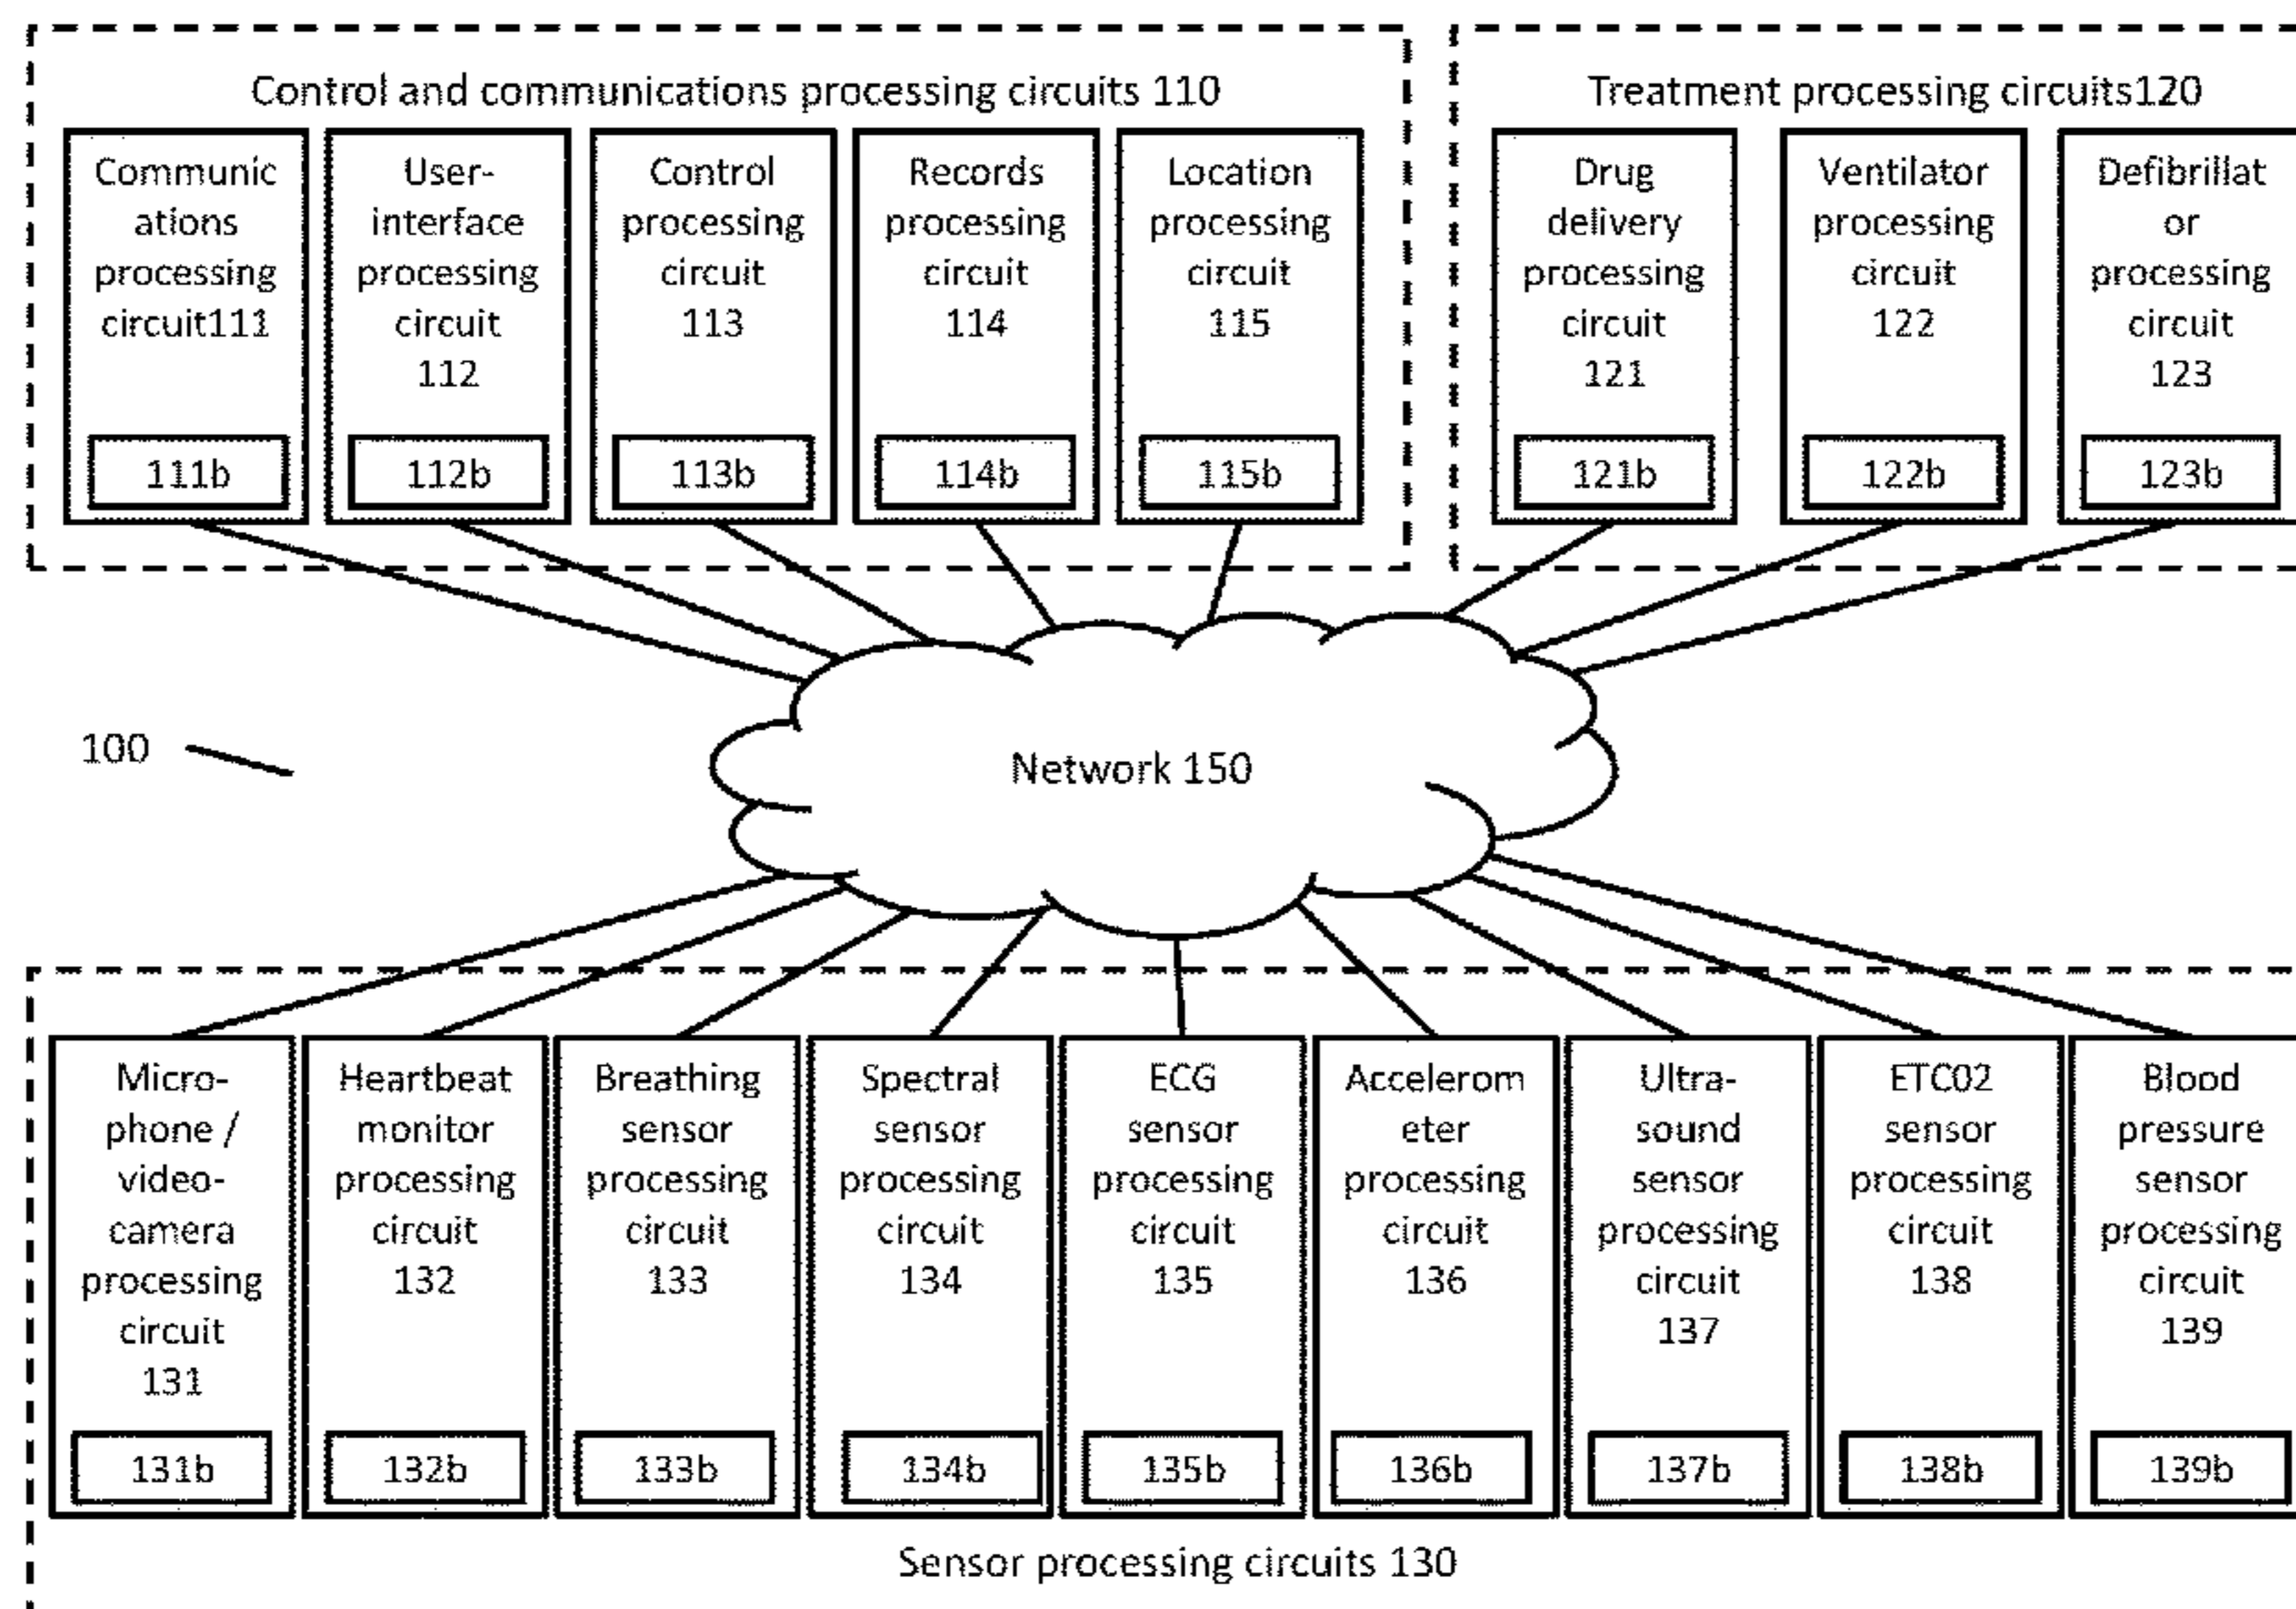 Control and communications processing circuits 110
Communic
ations
processing
circuit111
111b
User-
interface
processing
circuit
112
112b
Control
processing
circuit
113
113b
Records
processing
circuit
114
114b
Location
processing
circuit
115
115b
Treatment processing circuits120
Drug
delivery
processing
circuit
121
121b
Ventilator
processing
circuit
122
122b
Defibrillat
or
processing
circuit
123
123b
100
Network 150
Micro-
phone /
video-
camera
processing
circuit
131
131b
Heartbeat
monitor
processing
circuit
132
132b
Breathing
sensor
processing
circuit
133
133b
Spectral
sensor
processing
circuit
134
134b
ECG
sensor
processing
circuit
135
135b
Accelerom
eter
processing
circuit
136
136b
Ultra-
sound
sensor
processing
circuit
137
137b
ETC02
sensor
processing
circuit
138
138b
Blood
pressure
sensor
processing
circuit
139
139b
Sensor processing circuits 130